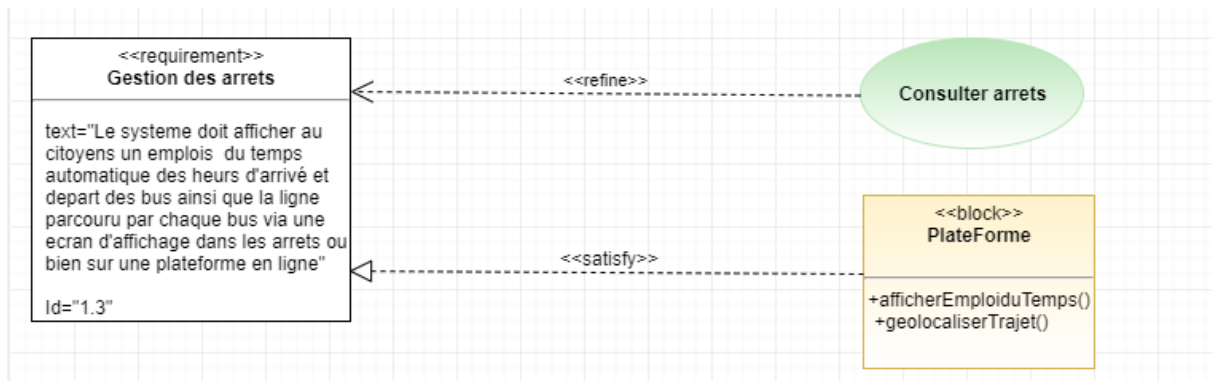 <<requirement>>
Gestion des arrets
text="Le systeme doit afficher au
citoyens un emplois du temps
automatique des heurs d'arrivé et
depart des bus ainsi que la ligne
parcouru par chaque bus via une
ecran d'affichage dans les arrets ou
bien sur une plateforme en ligne"
Id="1.3"
<<refine>>
Consulter arrets
<<satisfy>>
<<block>>
PlateForme
+afficherEmploiduTemps()
+geolocaliserTrajet()